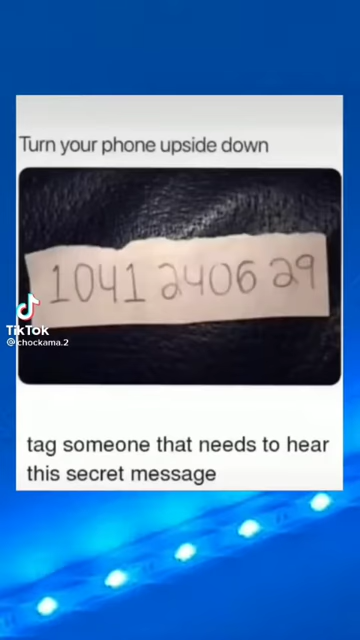 Turn your phone upside down
1041 2406 29
TikTok
@chockama.2
tag someone that needs to hear
this secret message